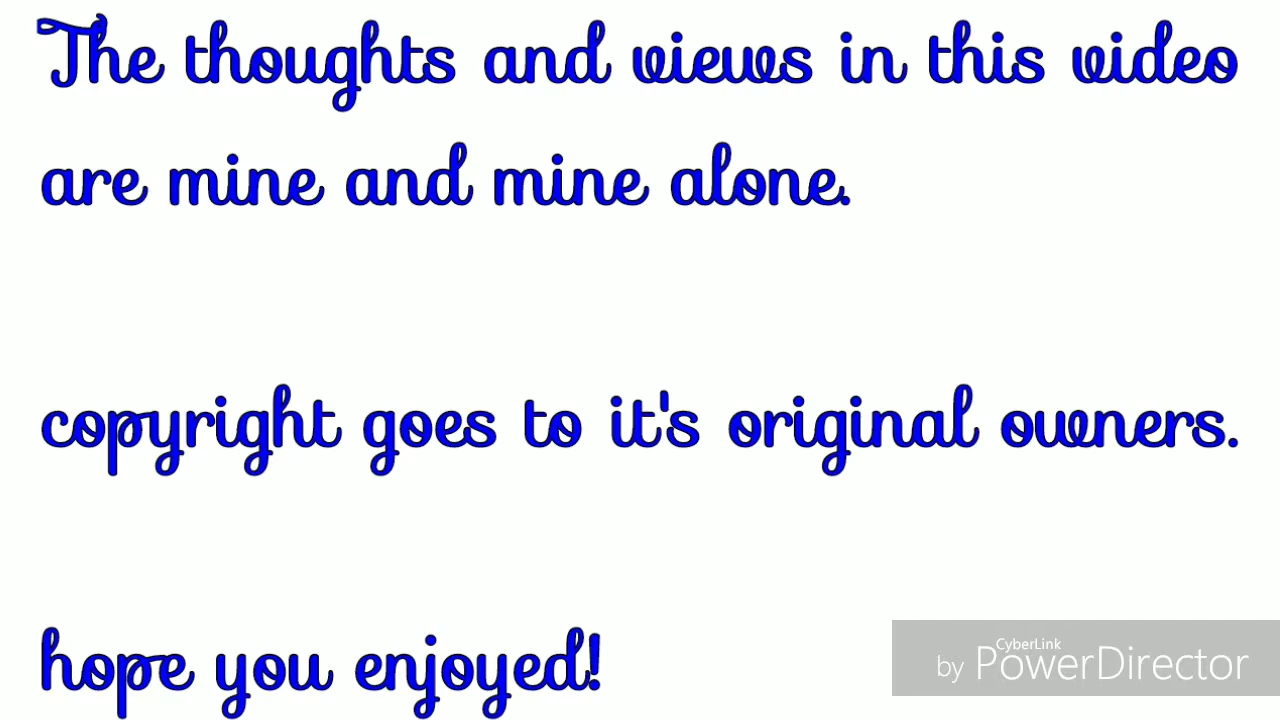 The thoughts and views in this video
are mine and mine alone.
copyright goes to it's original owners.
hope you enjoyed!
CyberLink
by PowerDirector